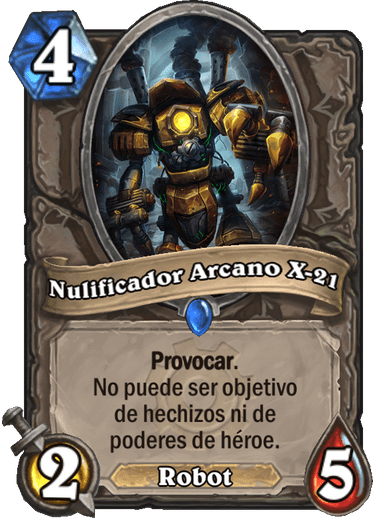 4
Nulificador Arcano X-21
Provocar.
No puede ser objetivo
de hechizos ni de
poderes de héroe.
2
Robot
5